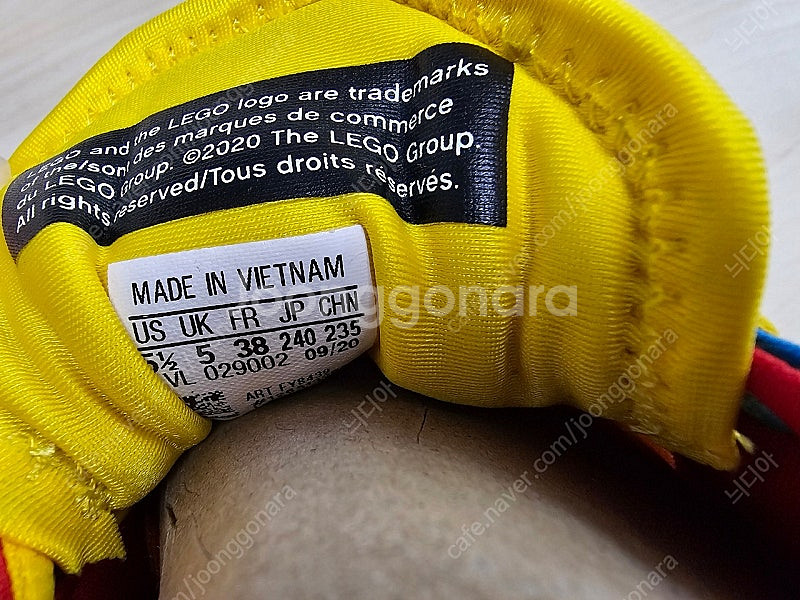 LEGO and the LEGO logo are trademarks
of the/sont des marques de commerce
du LEGO Group. ©2020 The LEGO Group.
All rights reserved/Tous droits réservés.
MADE IN VIETNAM
US UK FR JP CHN
5½ 5 38 240 235
VL 029002 09/20
ART
joonggonara
cafe.naver.com/joonggonara